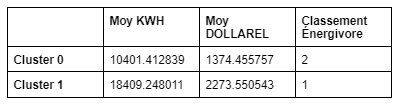 Moy KWH Moy DOLLAREL Classement Énergivore
Cluster 0 10401.412839 1374.455757 2
Cluster 1 18409.248011 2273.550543 1